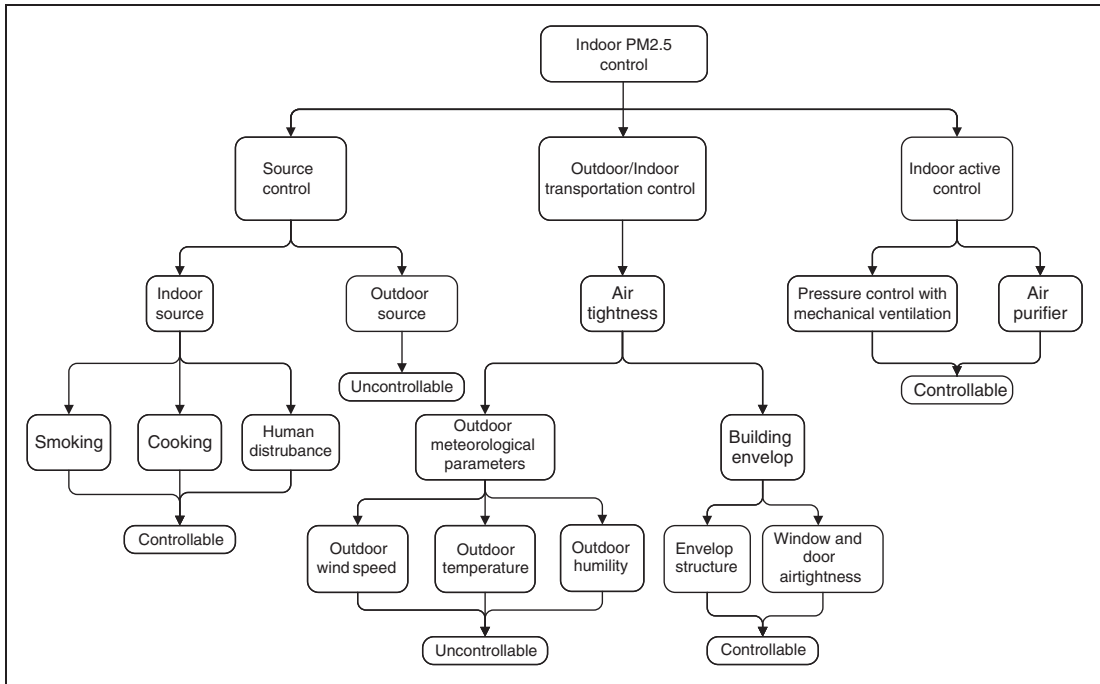 Indoor PM2.5
control
Source
control
Outdoor/Indoor
transportation control
Indoor active
control
Indoor
source
Outdoor
source
Air
tightness
Pressure control with
mechanical ventilation
Air
purifier
Uncontrollable
Controllable
Smoking
Cooking
Human
distrubance
Outdoor
meteorological
parameters
Building
envelop
Controllable
Outdoor
wind speed
Outdoor
temperature
Outdoor
humility
Envelop
structure
Window and
door
airtightness
Uncontrollable
Controllable